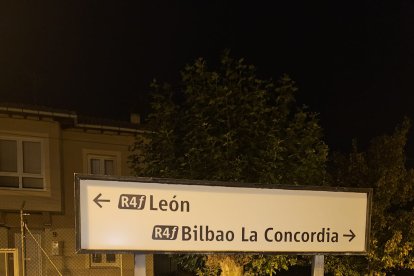 ← R4f León
R4f Bilbao La Concordia →